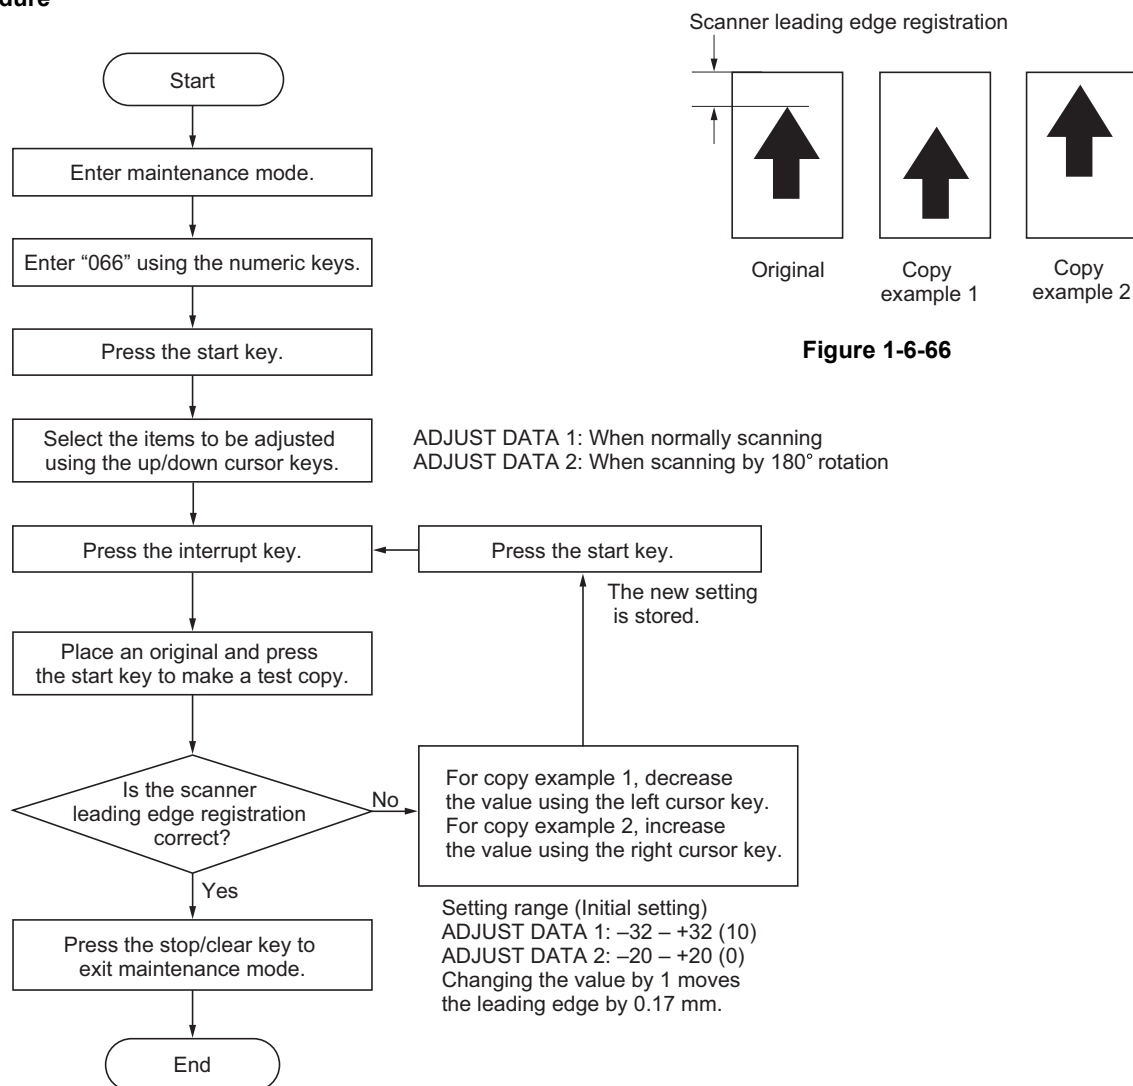 Scanner leading edge registration
Original
Copy
example 1
Copy
example 2
Figure 1-6-66
Start
Enter maintenance mode.
Enter “066” using the numeric keys.
Press the start key.
Select the items to be adjusted
using the up/down cursor keys.
ADJUST DATA 1: When normally scanning
ADJUST DATA 2: When scanning by 180° rotation
Press the interrupt key.
Press the start key.
The new setting
is stored.
Place an original and press
the start key to make a test copy.
Is the scanner
leading edge registration
correct?
No
For copy example 1, decrease
the value using the left cursor key.
For copy example 2, increase
the value using the right cursor key.
Yes
Setting range (Initial setting)
ADJUST DATA 1: –32 – +32 (10)
ADJUST DATA 2: –20 – +20 (0)
Changing the value by 1 moves
the leading edge by 0.17 mm.
Press the stop/clear key to
exit maintenance mode.
End